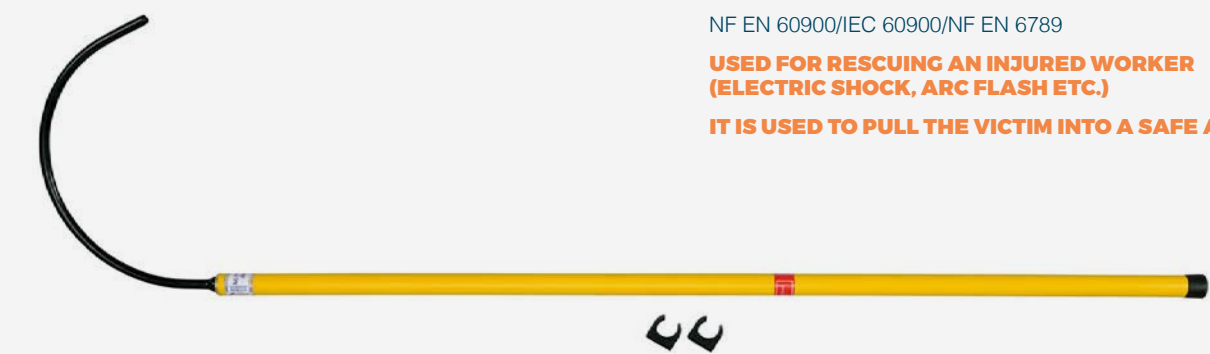 NF EN 60900/IEC 60900/NF EN 6789
USED FOR RESCUING AN INJURED WORKER
(ELECTRIC SHOCK, ARC FLASH ETC.)
IT IS USED TO PULL THE VICTIM INTO A SAFE A